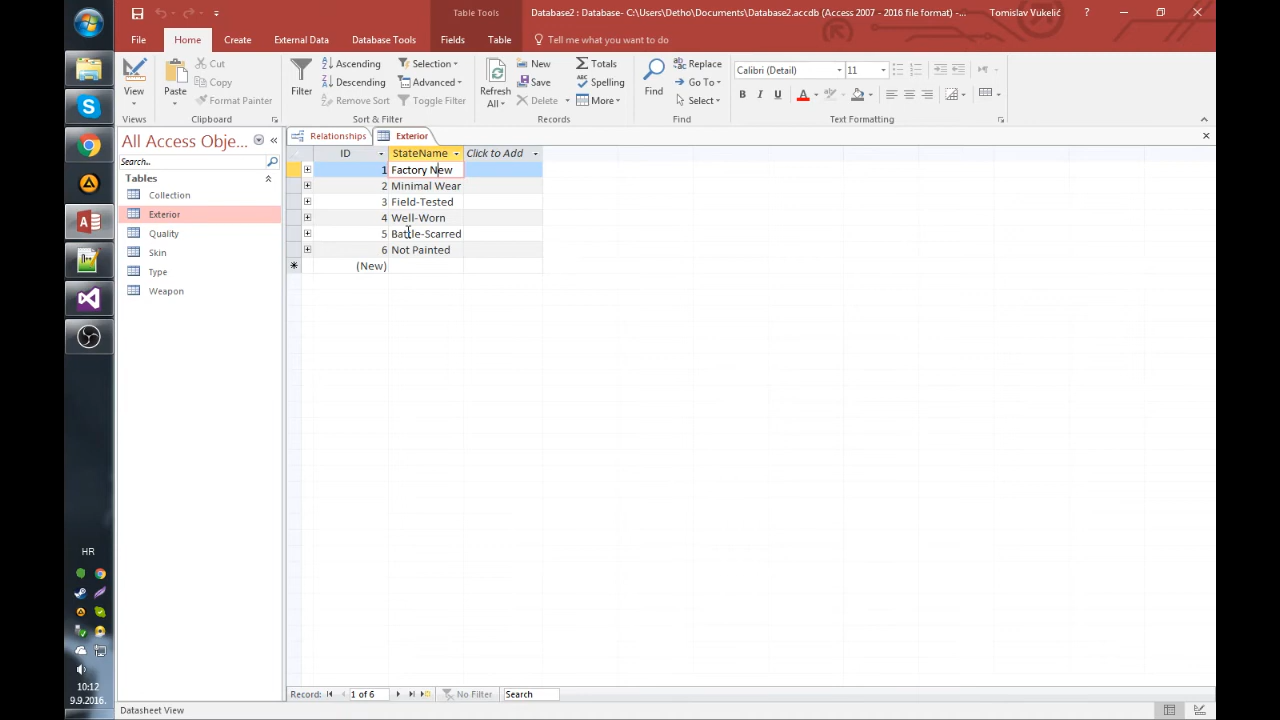 Table Tools
Database2 : Database- C:\Users\Detho\Documents\Database2.accdb (Access 2007 - 2016 file format) -...
Tomislav Vukelić
?
File
Home
Create
External Data
Database Tools
Fields
Table
Tell me what you want to do
View
Views
Paste
Cut
Copy
Format Painter
Clipboard
Filter
Ascending
Descending
Remove Sort
Selection
Advanced
Toggle Filter
Sort & Filter
Refresh
All
New
Save
Delete
Totals
Spelling
More
Records
Find
Replace
Go To
Select
Find
Calibri (Detail)
11
B I U A
Text Formatting
All Access Obje...
Search...
Tables
Collection
Exterior
Quality
Skin
Type
Weapon
Relationships
Exterior
ID StateName Click to Add
1 Factory New
2 Minimal Wear
3 Field-Tested
4 Well-Worn
5 Battle-Scarred
6 Not Painted
(New)
HR
10:12
9.9.2016.
Record:
1 of 6
No Filter
Search
Datasheet View